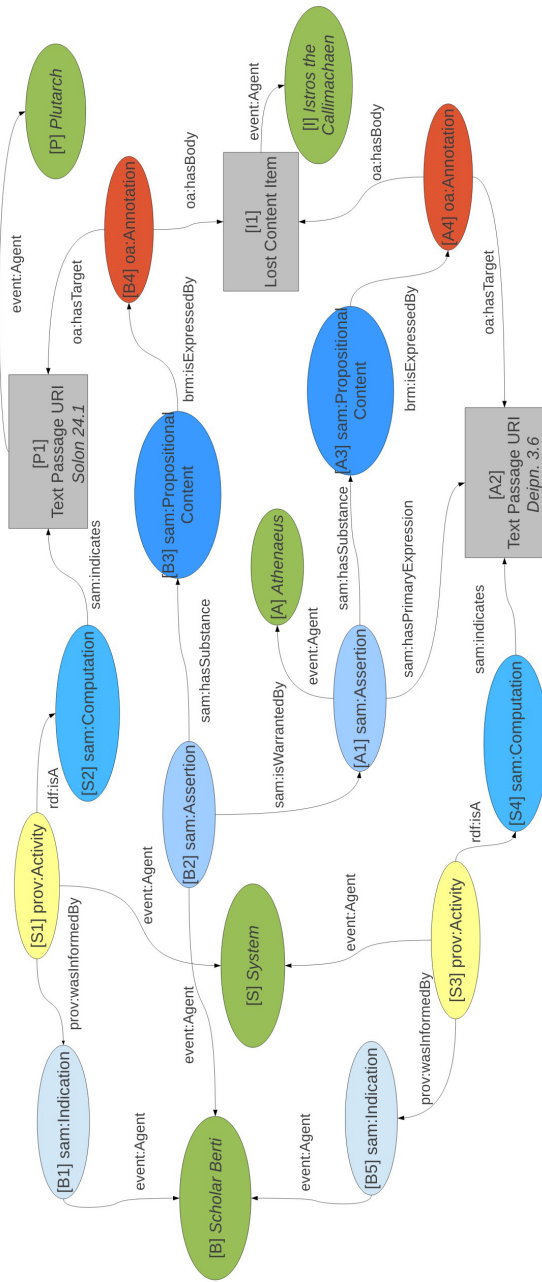 event:Agent
[P] Plutarch
[S1] prov:Activity
rdf:isA
[P1]
Text Passage URI
Solon 24.1
[B1] sam:Indication
prov:wasInformedBy
oa:hasTarget
[S2] sam:Computation
sam:indicates
[B4] oa:Annotation
event:Agent
event:Agent
[B3] sam:Propositional
Content
brm:isExpressedBy
oa:hasBody
[B2] sam:Assertion
event:Agent
sam:hasSubstance
[B] Scholar Berti
[S] System
[I1]
Lost Content Item
event:Agent
sam:isWarrantedBy
[A] Athenaeus
[I] Istros the
Callimachaen
event:Agent
event:Agent
event:Agent
sam:hasSubstance
[A3] sam:Propositional
Content
oa:hasBody
[B5] sam:Indication
[A1] sam:Assertion
brm:isExpressedBy
sam:hasPrimaryExpression
prov:wasInformedBy
[S3] prov:Activity
rdf:isA
[A4] oa:Annotation
sam:indicates
oa:hasTarget
[S4] sam:Computation
[A2]
Text Passage URI
Deipn. 3.6